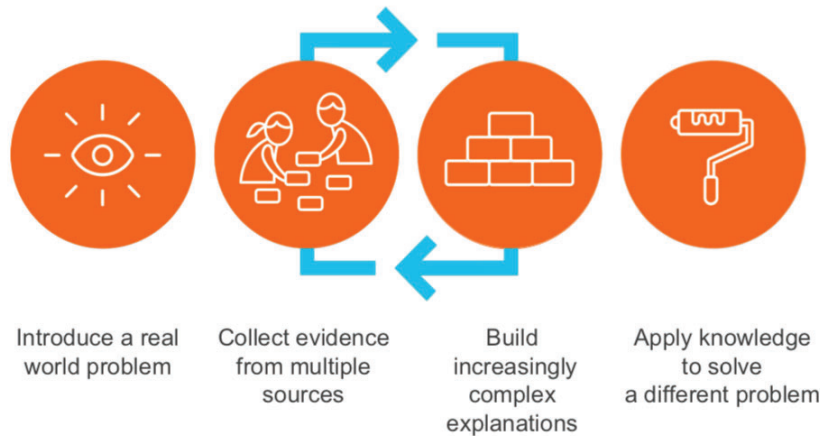 Introduce a real
world problem
Collect evidence
from multiple
sources
Build
increasingly
complex
explanations
Apply knowledge
to solve
a different problem